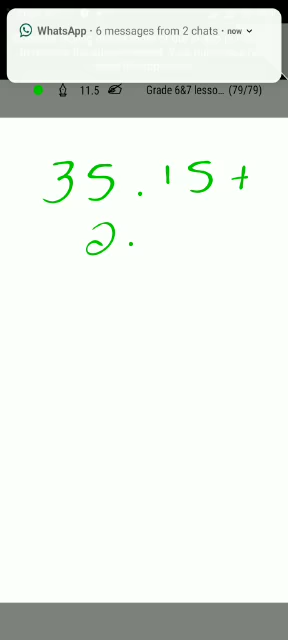 WhatsApp · 6 messages from 2 chats · now
11.5 Grade 6&7 lesso... (79/79)
35.15+
2.